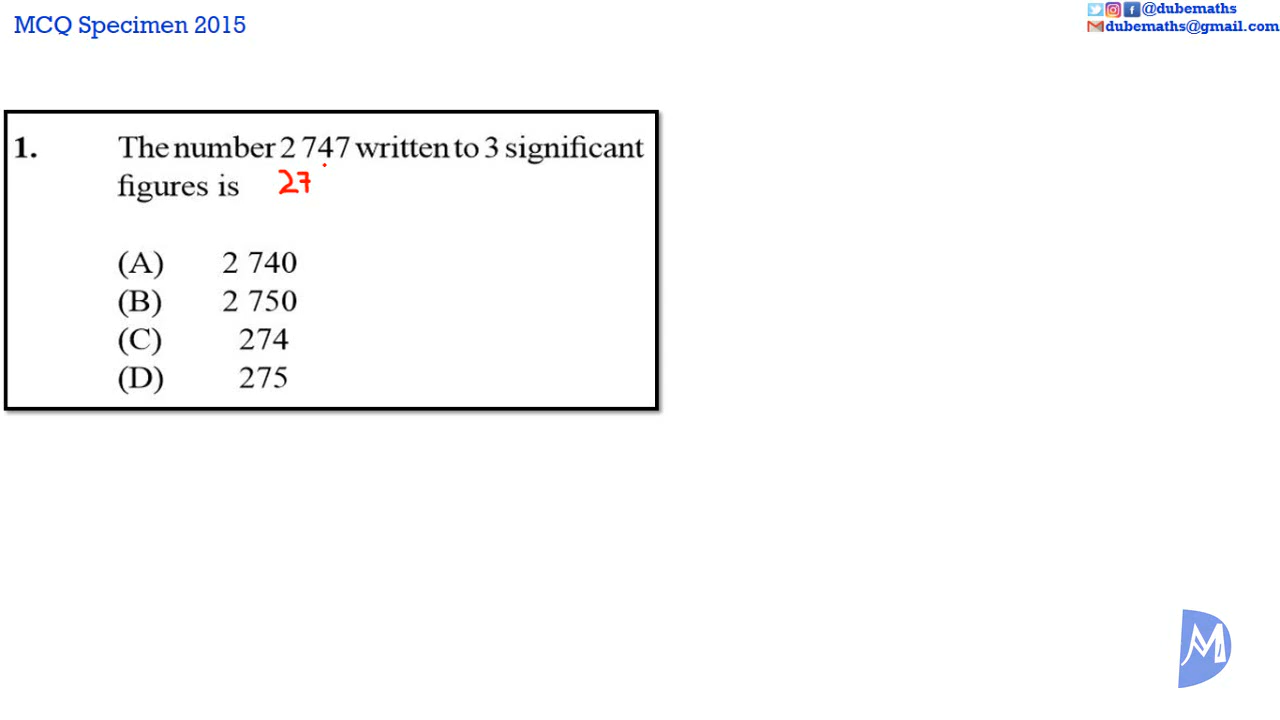 MCQ Specimen 2015
@dubemaths
dubemaths@gmail.com
1. The number 2 747 written to 3 significant
figures is 27
(A) 2 740
(B) 2 750
(C) 274
(D) 275
DM